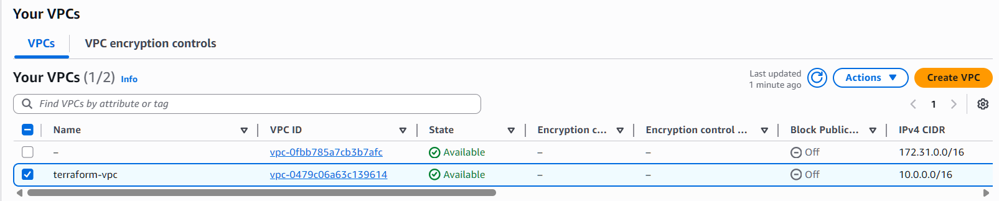 Your VPCs
VPCs VPC encryption controls
Your VPCs (1/2) Info
Last updated
1 minute ago
Actions Create VPC
Find VPCs by attribute or tag
1
Name VPC ID State Encryption c... Encryption control ... Block Public... IPv4 CIDR
– vpc-0fbb785a7cb3b7afc Available – – Off 172.31.0.0/16
terraform-vpc vpc-0479c06a63c139614 Available – – Off 10.0.0.0/16